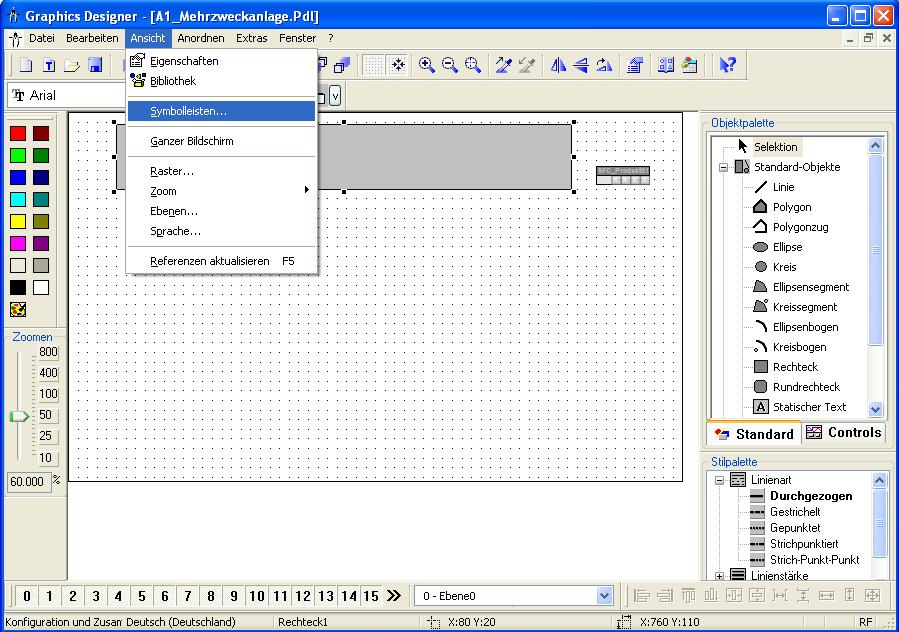 Graphics Designer - [A1_Mehrzweckanlage.Pdl]
Datei Bearbeiten Ansicht Anordnen Extras Fenster ?
Eigenschaften
Bibliothek
Symbolleisten...
Ganzer Bildschirm
Raster...
Zoom
Ebenen...
Sprache...
Referenzen aktualisieren F5
Arial
SFC_Produkt01
Zoomen
800
400
100
50
25
10
60.000 %
Objektpalette
Selektion
Standard-Objekte
Linie
Polygon
Polygonzug
Ellipse
Kreis
Ellipsensegment
Kreissegment
Ellipsenbogen
Kreisbogen
Rechteck
Rundrechteck
A Statischer Text
Standard Controls
Stilpalette
Linienart
Durchgezogen
Gestrichelt
Gepunktet
Strichpunktiert
Strich-Punkt-Punkt
Linienstärke
0 1 2 3 4 5 6 7 8 9 10 11 12 13 14 15
0 - Ebene0
Konfiguration und Zusam Deutsch (Deutschland) Rechteck1 X:80 Y:20 X:760 Y:110 RF